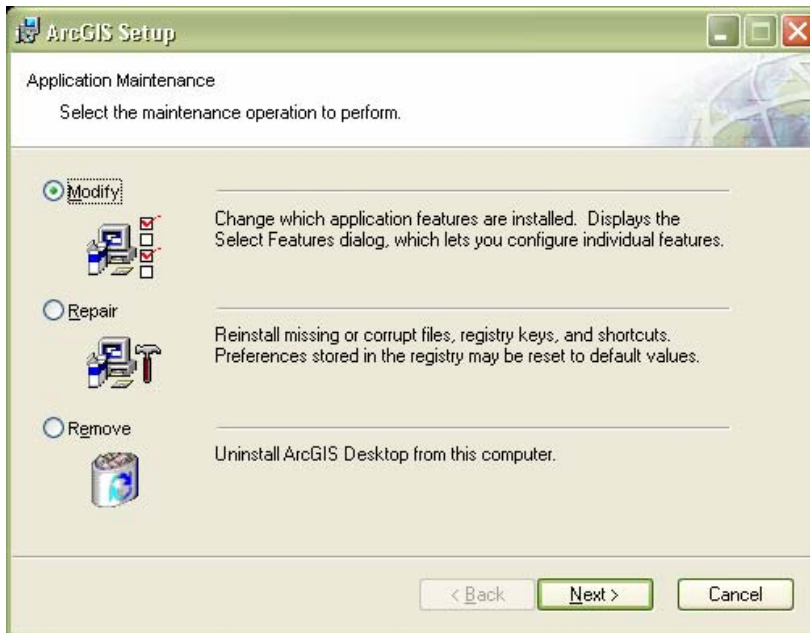 ArcGIS Setup
Application Maintenance
Select the maintenance operation to perform.
Modify
Change which application features are installed. Displays the
Select Features dialog, which lets you configure individual features.
Repair
Reinstall missing or corrupt files, registry keys, and shortcuts.
Preferences stored in the registry may be reset to default values.
Remove
Uninstall ArcGIS Desktop from this computer.
< Back
Next >
Cancel